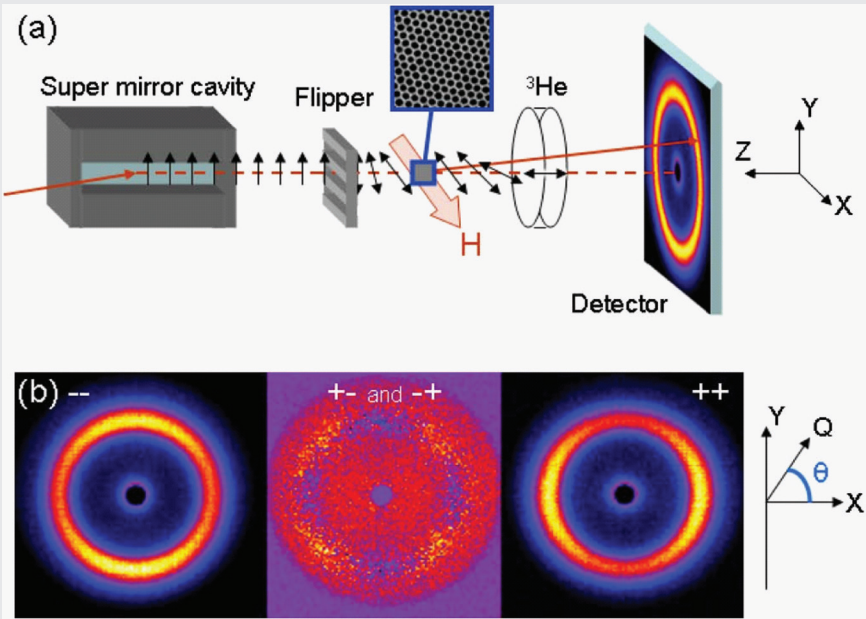 (a)
Super mirror cavity
Flipper
³He
H
Detector
Y
Z
X
(b) --
+- and -+
++
Y
Q
θ
X